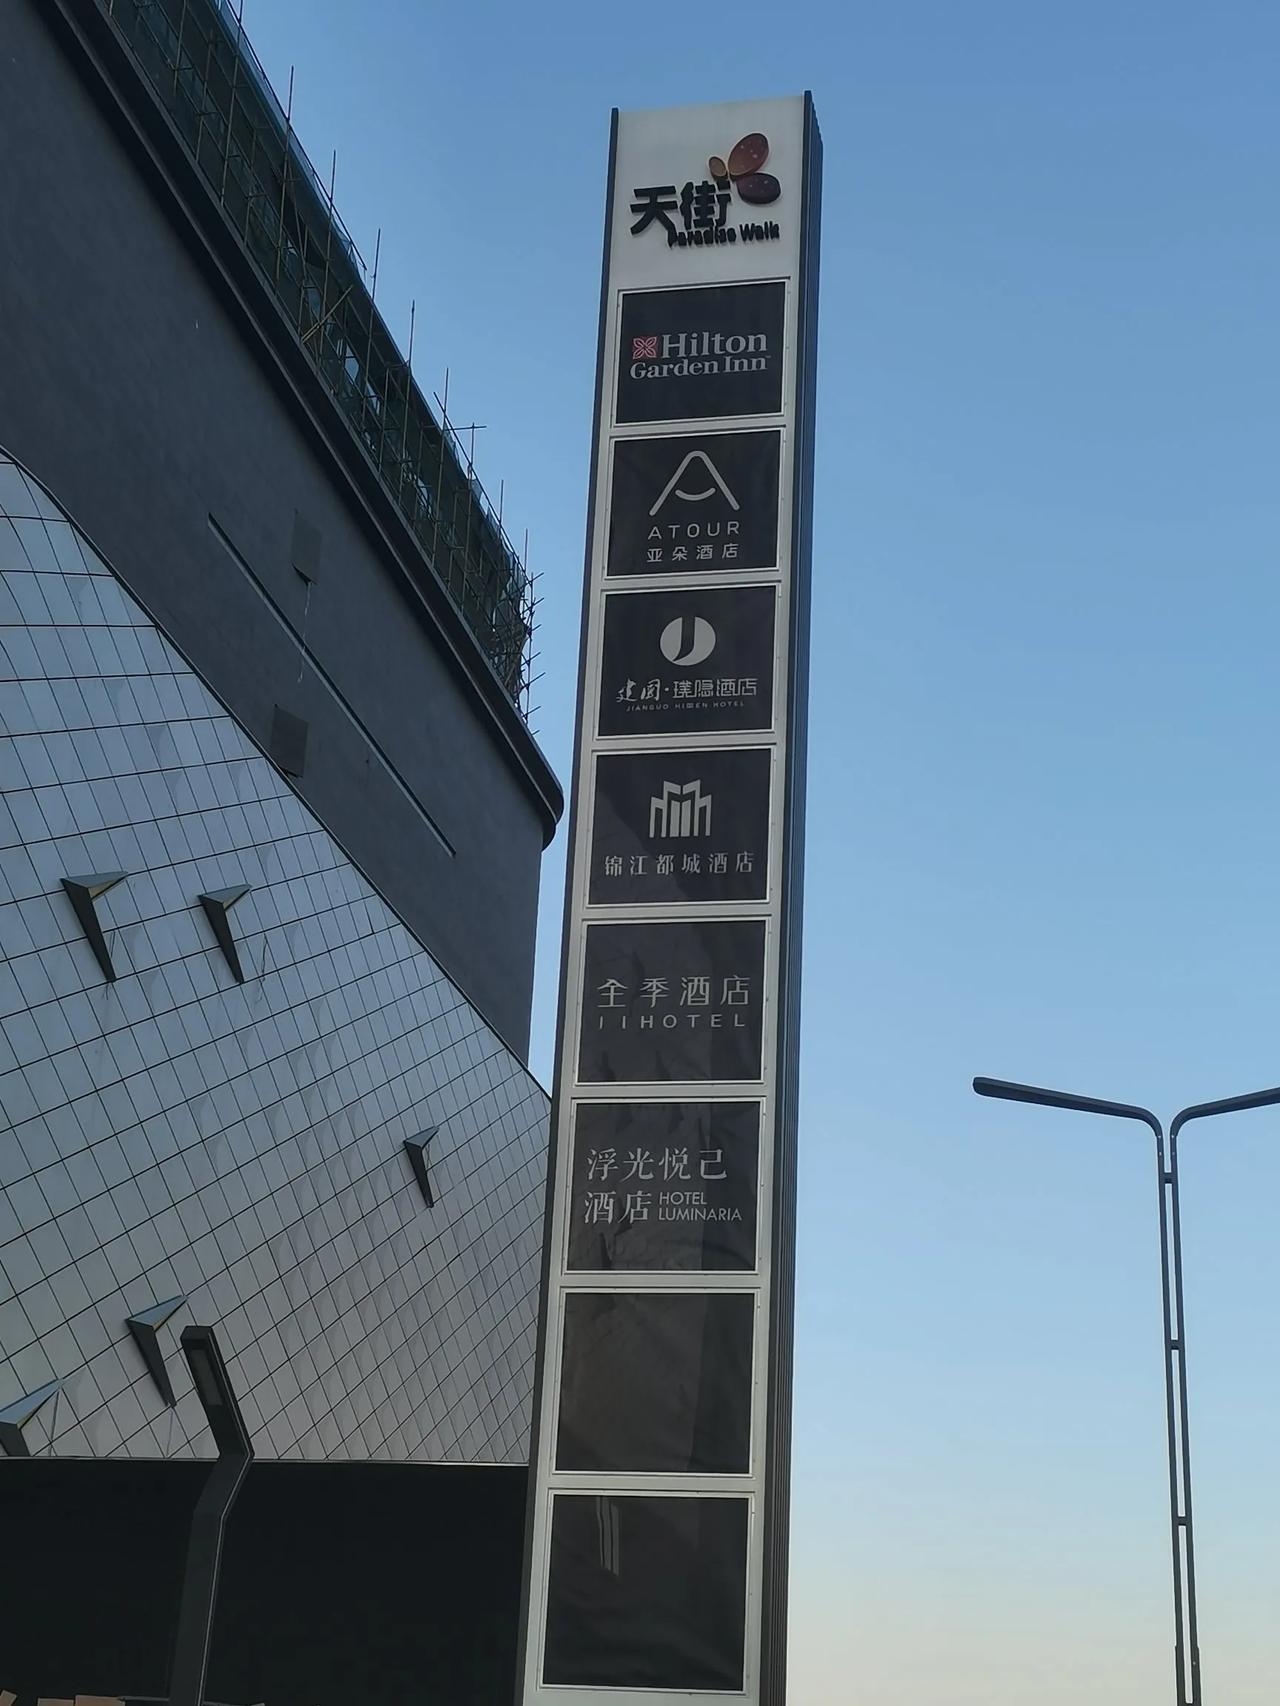 天街
Paradise Walk
Hilton
Garden Inn
ATOUR
亚朵酒店
建国·璞隐酒店
JIANGUO HOTEL
锦江都城酒店
全季酒店
JI HOTEL
浮光悦己
酒店 HOTEL
LUMINARIA